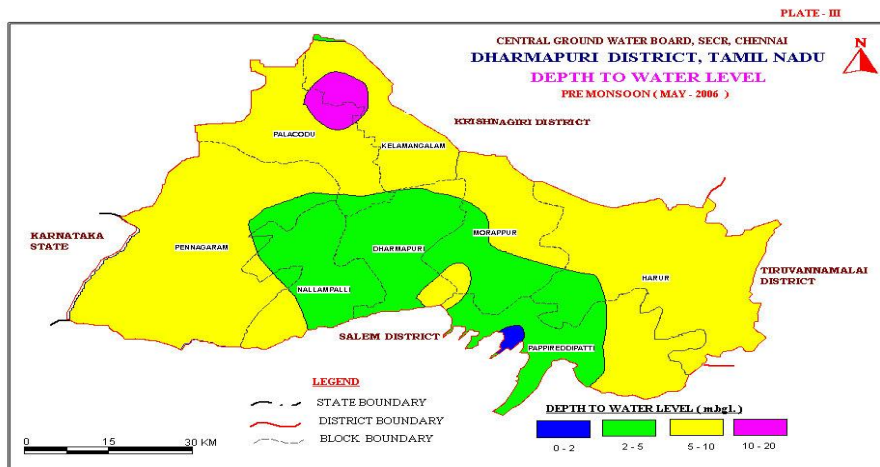 PLATE - III
CENTRAL GROUND WATER BOARD, SECR, CHENNAI
DHARMAPURI DISTRICT, TAMIL NADU
DEPTH TO WATER LEVEL
PRE MONSOON ( MAY - 2006 )
N
KRISHNAGIRI DISTRICT
PALACODU
KELAMANGALAM
KARNATAKA
STATE
PENNAGARAM
DHARMAPURI
MORAPPUR
HARUR
TIRUVANNAMALAI
DISTRICT
NALLAMPALLI
SALEM DISTRICT
PAPPIREDDIPATTI
LEGEND
STATE BOUNDARY
DISTRICT BOUNDARY
BLOCK BOUNDARY
0 15 30 KM
DEPTH TO WATER LEVEL ( mbgl. )
0 - 2 2 - 5 5 - 10 10 - 20